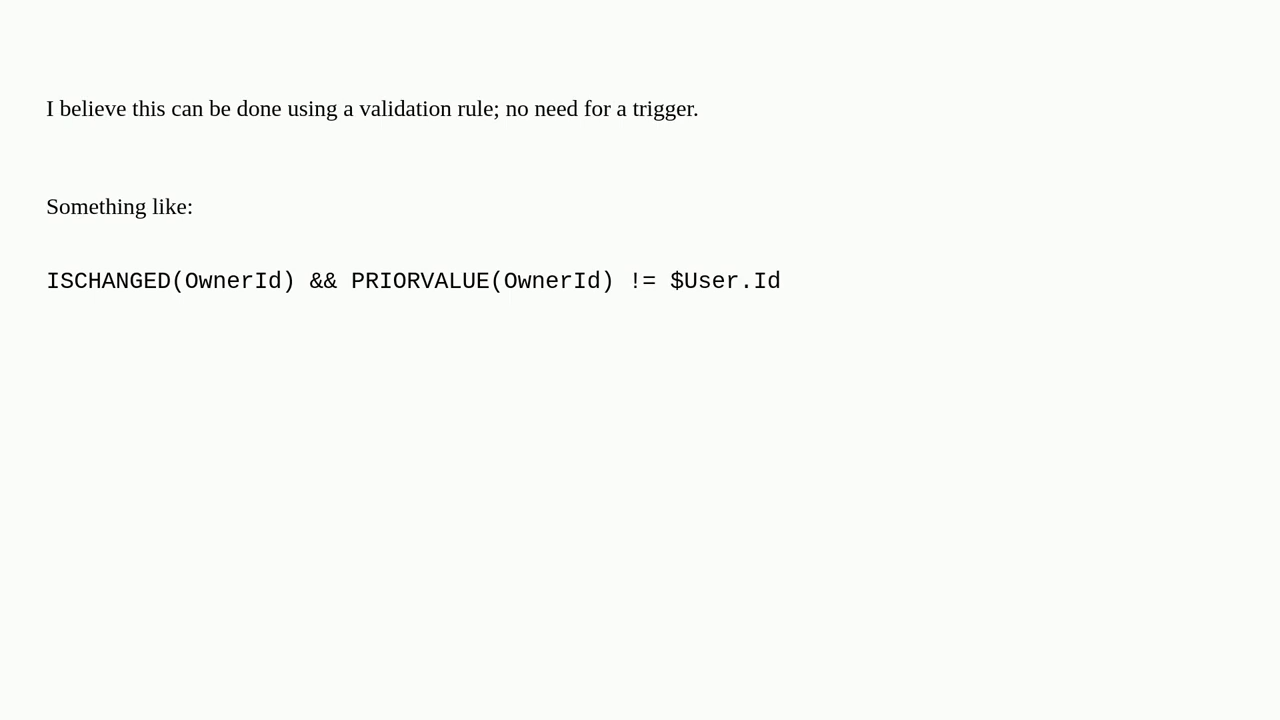 I believe this can be done using a validation rule; no need for a trigger.
Something like:
ISCHANGED(OwnerId) && PRIORVALUE(OwnerId) != $User.Id